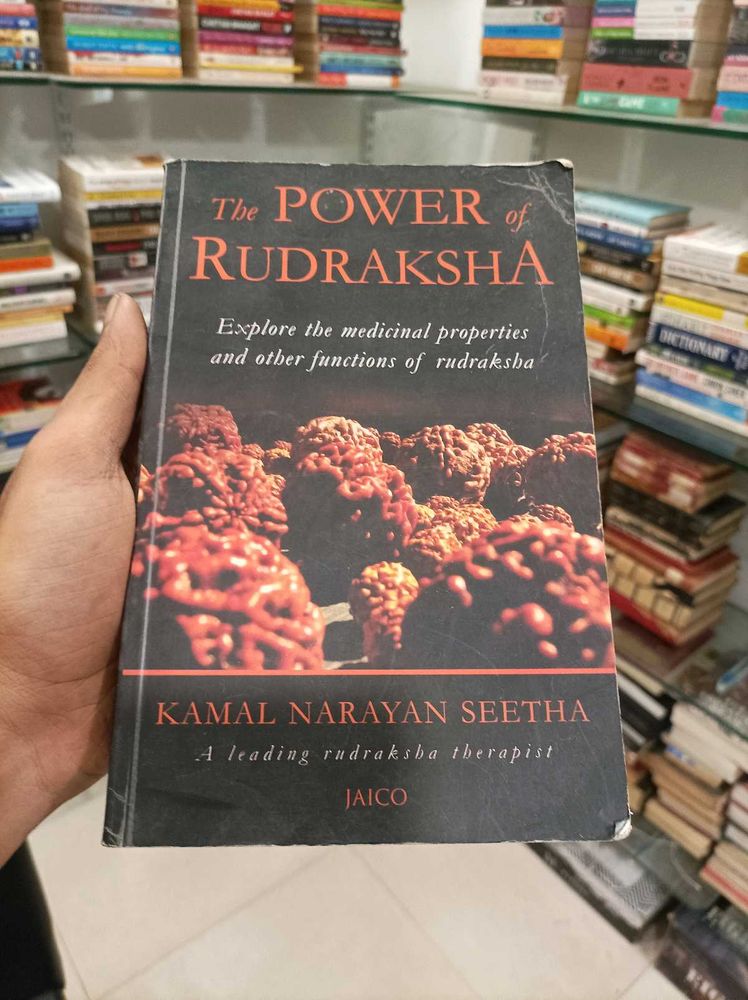 The POWER of
RUDRAKSHA
Explore the medicinal properties
and other functions of rudraksha
KAMAL NARAYAN SEETHA
A leading rudraksha therapist
JAICO
DICTIONARY